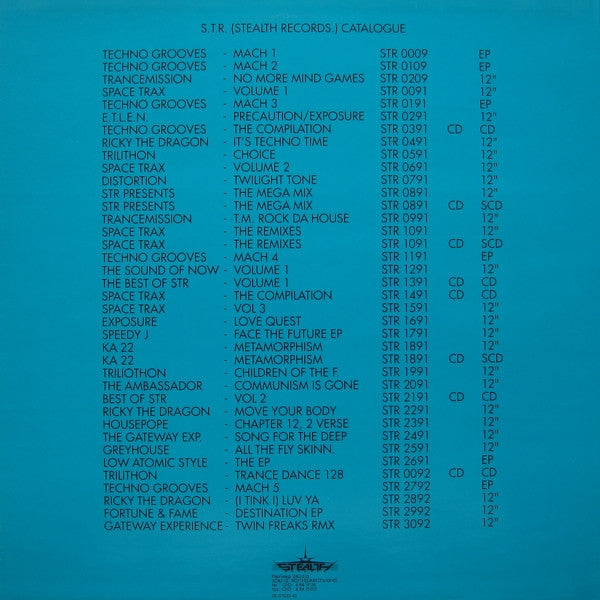 S.T.R. (STEALTH RECORDS.) CATALOGUE
TECHNO GROOVES - MACH 1 STR 0009 EP
TECHNO GROOVES - MACH 2 STR 0109 EP
TRANCEMISSION - NO MORE MIND GAMES STR 0209 12"
SPACE TRAX - VOLUME 1 STR 0091 12"
TECHNO GROOVES - MACH 3 STR 0191 EP
E.T.L.E.N. - PRECAUTION/EXPOSURE STR 0291 12"
TECHNO GROOVES - THE COMPILATION STR 0391 CD CD
RICKY THE DRAGON - IT'S TECHNO TIME STR 0491 12"
TRILITHON - CHOICE STR 0591 12"
SPACE TRAX - VOLUME 2 STR 0691 12"
DISTORTION - TWILIGHT TONE STR 0791 12"
STR PRESENTS - THE MEGA MIX STR 0891 12"
STR PRESENTS - THE MEGA MIX STR 0891 CD SCD
TRANCEMISSION - T.M. ROCK DA HOUSE STR 0991 12"
SPACE TRAX - THE REMIXES STR 1091 12"
SPACE TRAX - THE REMIXES STR 1091 CD SCD
TECHNO GROOVES - MACH 4 STR 1191 EP
THE SOUND OF NOW - VOLUME 1 STR 1291 12"
THE BEST OF STR - VOLUME 1 STR 1391 CD CD
SPACE TRAX - THE COMPILATION STR 1491 CD CD
SPACE TRAX - VOL 3 STR 1591 12"
EXPOSURE - LOVE QUEST STR 1691 12"
SPEEDY J - FACE THE FUTURE EP STR 1791 12"
KA 22 - METAMORPHISM STR 1891 12"
KA 22 - METAMORPHISM STR 1891 CD SCD
TRILIOTHON - CHILDREN OF THE F. STR 1991 12"
THE AMBASSADOR - COMMUNISM IS GONE STR 2091 12"
BEST OF STR - VOL 2 STR 2191 CD CD
RICKY THE DRAGON - MOVE YOUR BODY STR 2291 12"
HOUSEPOPE - CHAPTER 12, 2 VERSE STR 2391 12"
THE GATEWAY EXP. - SONG FOR THE DEEP STR 2491 12"
GREYHOUSE - ALL THE FLY SKINN. STR 2591 12"
LOW ATOMIC STYLE - THE EP STR 2691 EP
TRILITHON - TRANCE DANCE 128 STR 0092 CD CD
TECHNO GROOVES - MACH 5 STR 2792 EP
RICKY THE DRAGON - (I TINK I) LUV YA STR 2892 12"
FORTUNE & FAME - DESTINATION EP STR 2992 12"
GATEWAY EXPERIENCE - TWIN FREAKS RMX STR 3092 12"
STEALTH